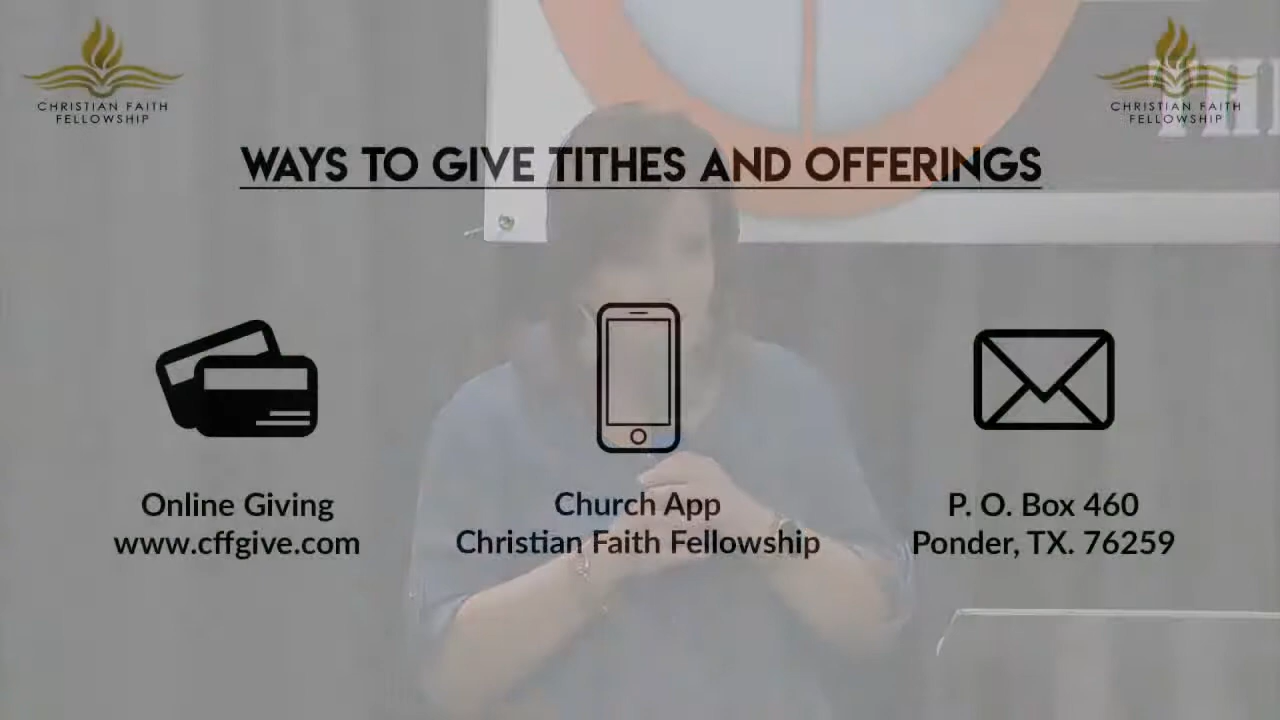 CHRISTIAN FAITH
FELLOWSHIP
CHRISTIAN FAITH
FELLOWSHIP
WAYS TO GIVE TITHES AND OFFERINGS
Online Giving
www.cffgive.com
Church App
Christian Faith Fellowship
P. O. Box 460
Ponder, TX. 76259